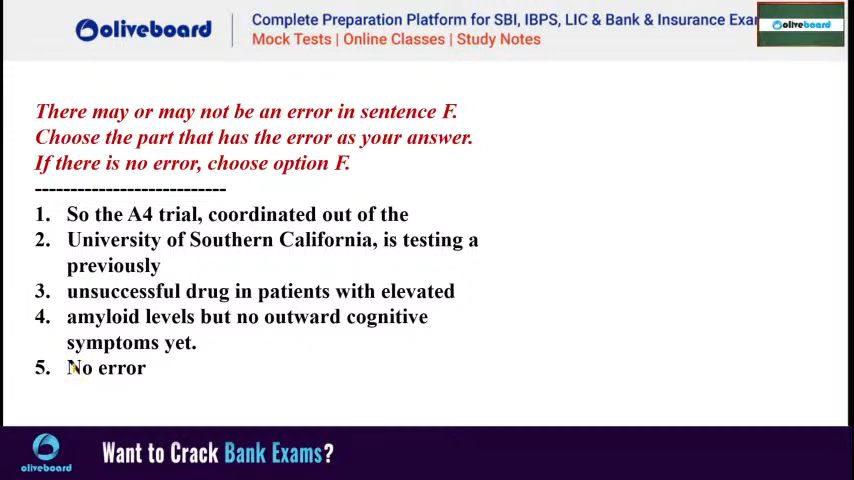 oliveboard
Complete Preparation Platform for SBI, IBPS, LIC & Bank & Insurance Exa
Mock Tests | Online Classes | Study Notes
oliveboard
There may or may not be an error in sentence F.
Choose the part that has the error as your answer.
If there is no error, choose option F.
---------------------------
1. So the A4 trial, coordinated out of the
2. University of Southern California, is testing a
previously
3. unsuccessful drug in patients with elevated
4. amyloid levels but no outward cognitive
symptoms yet.
5. No error
oliveboard
Want to Crack Bank Exams?